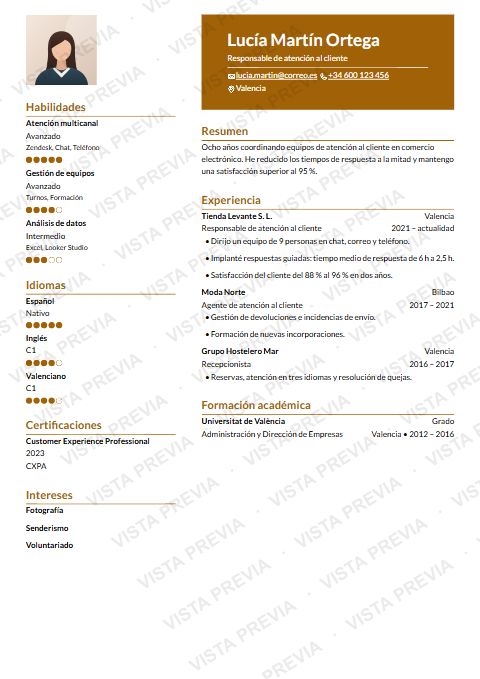 Lucía Martín Ortega
Responsable de atención al cliente
lucia.martin@correo.es +34 600 123 456
Valencia
Habilidades
Atención multicanal
Avanzado
Zendesk, Chat, Teléfono
Gestión de equipos
Avanzado
Turnos, Formación
Análisis de datos
Intermedio
Excel, Looker Studio
Idiomas
Español
Nativo
Inglés
C1
Valenciano
C1
Certificaciones
Customer Experience Professional
2023
CXPA
Intereses
Fotografía
Senderismo
Voluntariado
Resumen
Ocho años coordinando equipos de atención al cliente en comercio
electrónico. He reducido los tiempos de respuesta a la mitad y mantengo
una satisfacción superior al 95 %.
Experiencia
Tienda Levante S. L. Valencia
Responsable de atención al cliente 2021 – actualidad
• Dirijo un equipo de 9 personas en chat, correo y teléfono.
• Implanté respuestas guiadas: tiempo medio de respuesta de 6 h a 2,5 h.
• Satisfacción del cliente del 88 % al 96 % en dos años.
Moda Norte Bilbao
Agente de atención al cliente 2017 – 2021
• Gestión de devoluciones e incidencias de envío.
• Formación de nuevas incorporaciones.
Grupo Hostelero Mar Valencia
Recepcionista 2016 – 2017
• Reservas, atención en tres idiomas y resolución de quejas.
Formación académica
Universitat de València Grado
Administración y Dirección de Empresas Valencia • 2012 – 2016
VISTA PREVIA